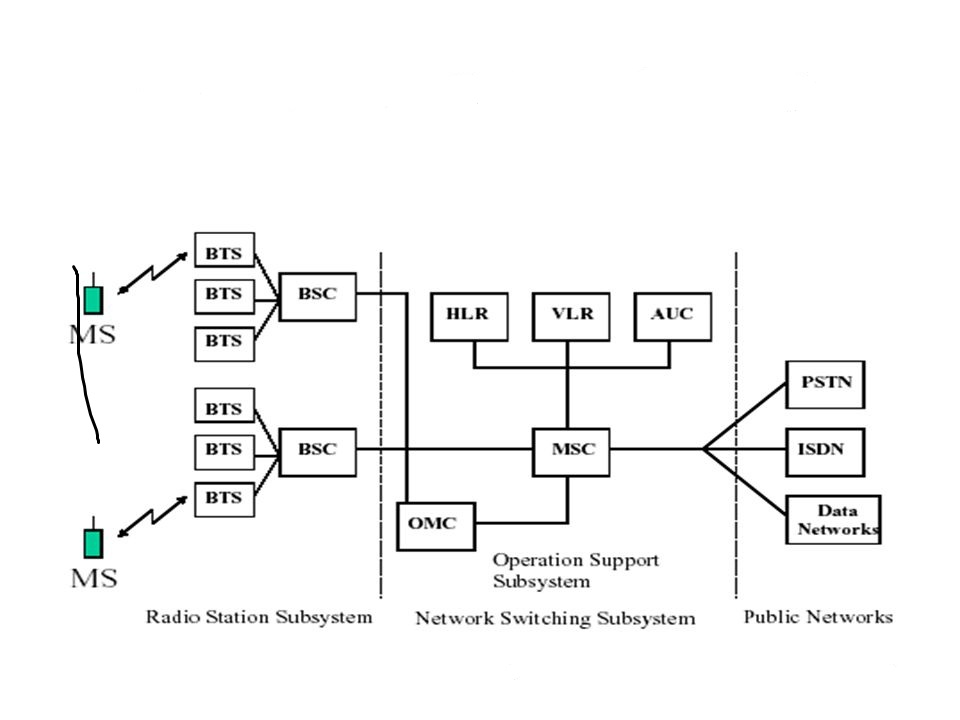 BTS
BTS
BTS
BSC
MS
HLR
VLR
AUC
PSTN
BTS
BTS
BTS
BSC
MSC
ISDN
OMC
Data
Networks
MS
Operation Support
Subsystem
Radio Station Subsystem
Network Switching Subsystem
Public Networks